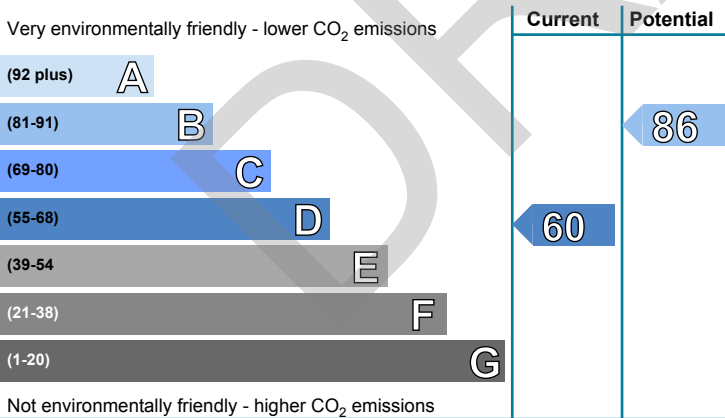 Very environmentally friendly - lower CO₂ emissions
Current
Potential
(92 plus) A
(81-91) B
86
(69-80) C
(55-68) D
60
(39-54 E
(21-38) F
(1-20) G
Not environmentally friendly - higher CO₂ emissions